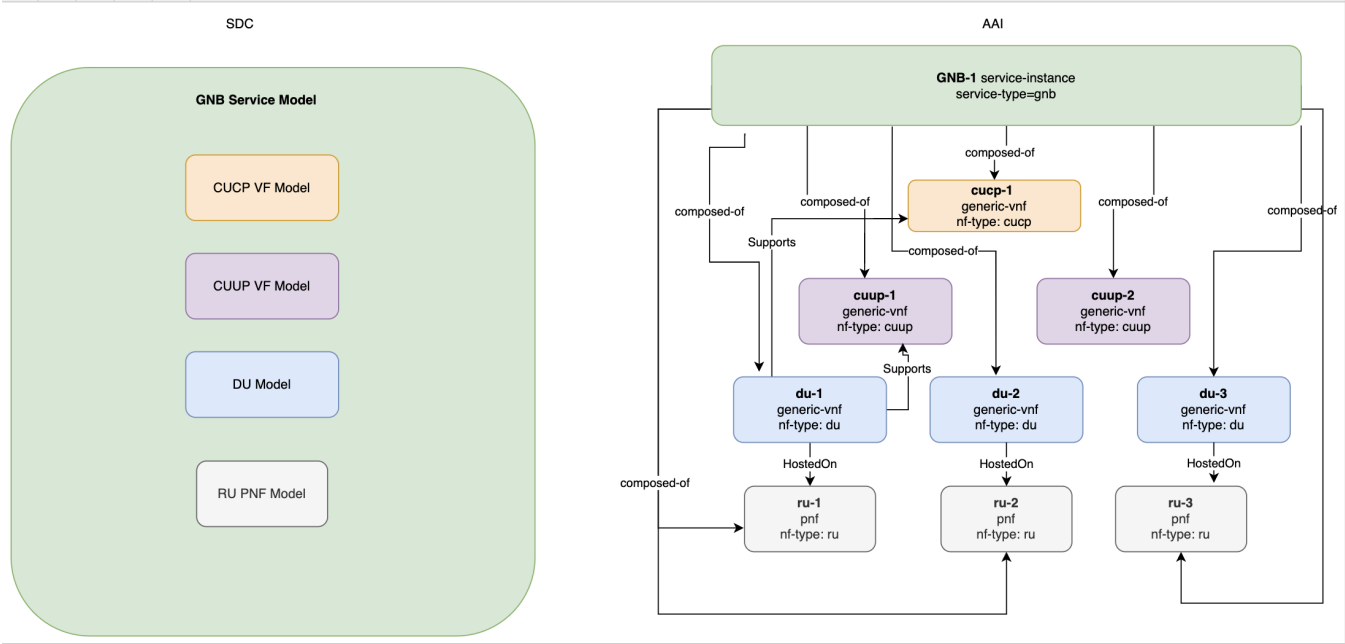 SDC
GNB Service Model
CUCP VF Model
CUUP VF Model
DU Model
RU PNF Model
AAI
GNB-1 service-instance
service-type=gnb
composed-of
cucp-1
generic-vnf
nf-type: cucp
composed-of
composed-of
composed-of
composed-of
Supports
composed-of
cuup-1
generic-vnf
nf-type: cuup
cuup-2
generic-vnf
nf-type: cuup
Supports
du-1
generic-vnf
nf-type: du
du-2
generic-vnf
nf-type: du
du-3
generic-vnf
nf-type: du
HostedOn
HostedOn
HostedOn
composed-of
ru-1
pnf
nf-type: ru
ru-2
pnf
nf-type: ru
ru-3
pnf
nf-type: ru